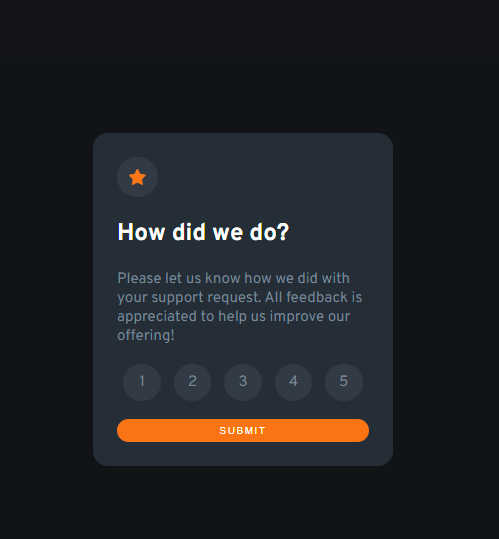 How did we do?
Please let us know how we did with
your support request. All feedback is
appreciated to help us improve our
offering!
1 2 3 4 5
SUBMIT